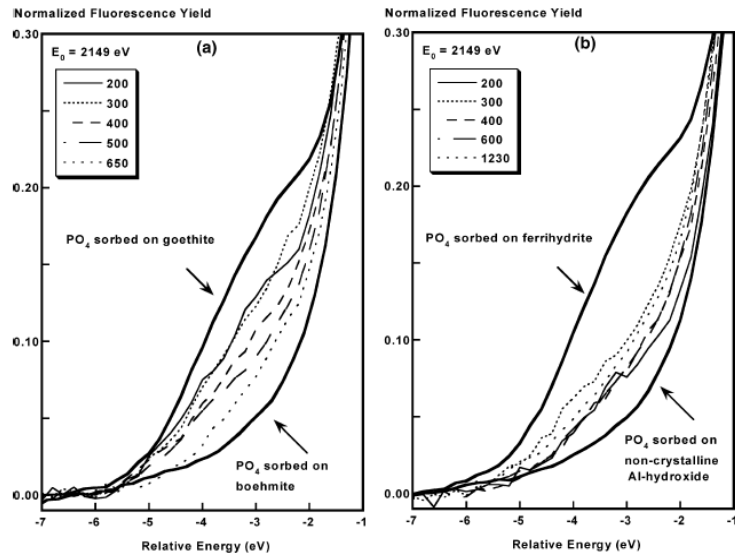 Normalized Fluorescence Yield
0.30
(a)
E0 = 2149 eV
200
300
400
500
650
0.20
PO4 sorbed on goethite
0.10
PO4 sorbed on
boehmite
0.00
-7 -6 -5 -4 -3 -2 -1
Relative Energy (eV)
Normalized Fluorescence Yield
0.30
(b)
E0 = 2149 eV
200
300
400
600
1230
0.20
PO4 sorbed on ferrihydrite
0.10
PO4 sorbed on
non-crystalline
Al-hydroxide
0.00
-7 -6 -5 -4 -3 -2 -1
Relative Energy (eV)